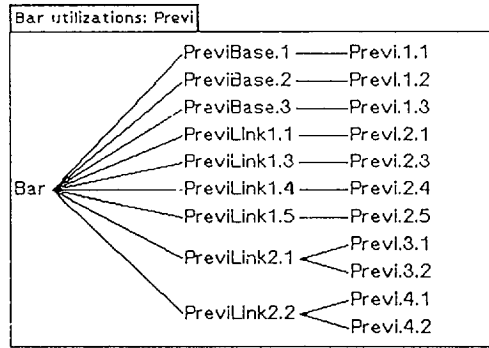 Bar utilizations: Previ
PreviBase.1 Previ.1.1
PreviBase.2 Previ.1.2
PreviBase.3 Previ.1.3
PreviLink1.1 Previ.2.1
PreviLink1.3 Previ.2.3
Bar PreviLink1.4 Previ.2.4
PreviLink1.5 Previ.2.5
Previ.3.1
PreviLink2.1
Previ.3.2
Previ.4.1
PreviLink2.2
Previ.4.2